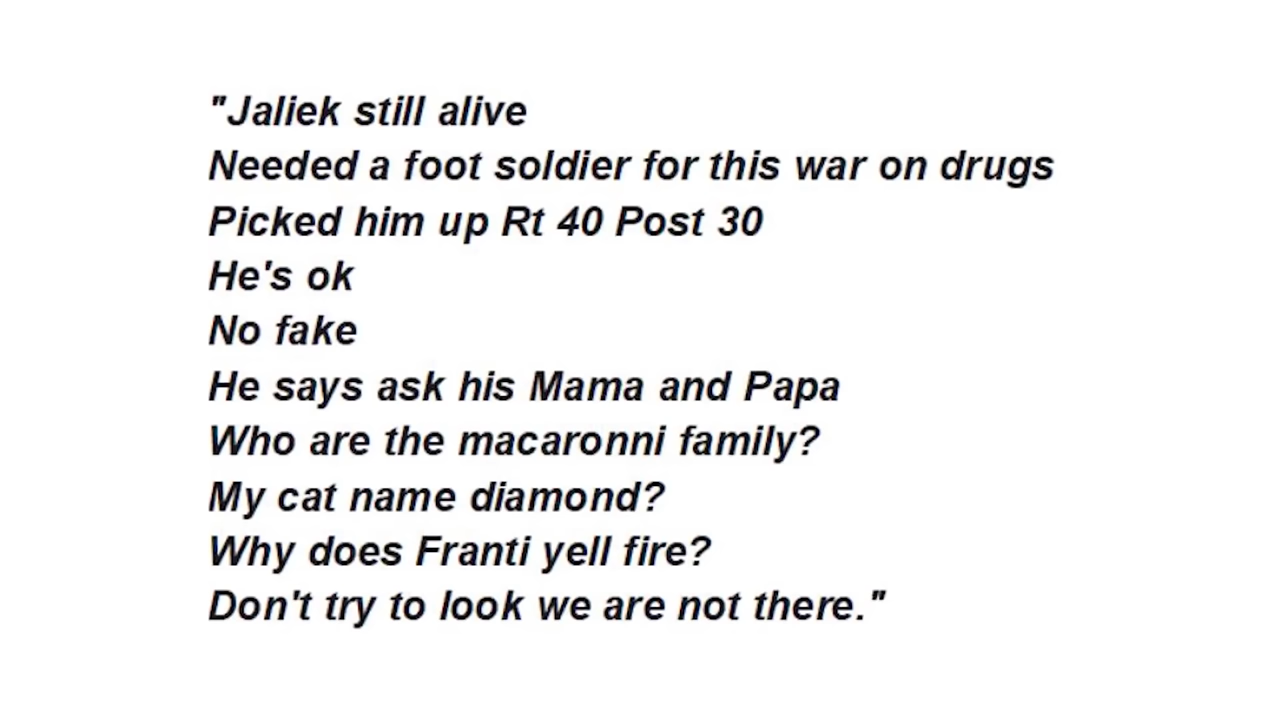 "Jaliek still alive
Needed a foot soldier for this war on drugs
Picked him up Rt 40 Post 30
He's ok
No fake
He says ask his Mama and Papa
Who are the macaronni family?
My cat name diamond?
Why does Franti yell fire?
Don't try to look we are not there."